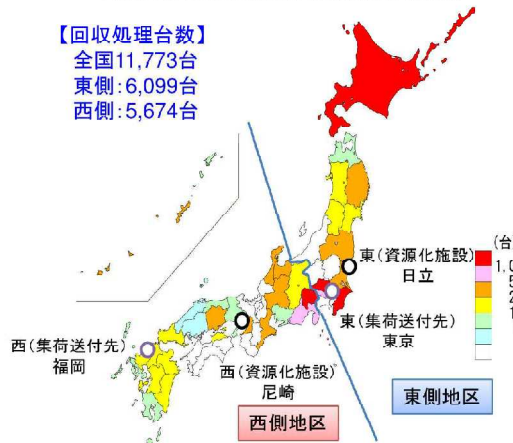 【回収処理台数】
全国11,773台
東側:6,099台
西側:5,674台
東(資源化施設)
日立
東(集荷送付先)
東京
西(集荷送付先)
福岡
西(資源化施設)
尼崎
西側地区
東側地区
(台